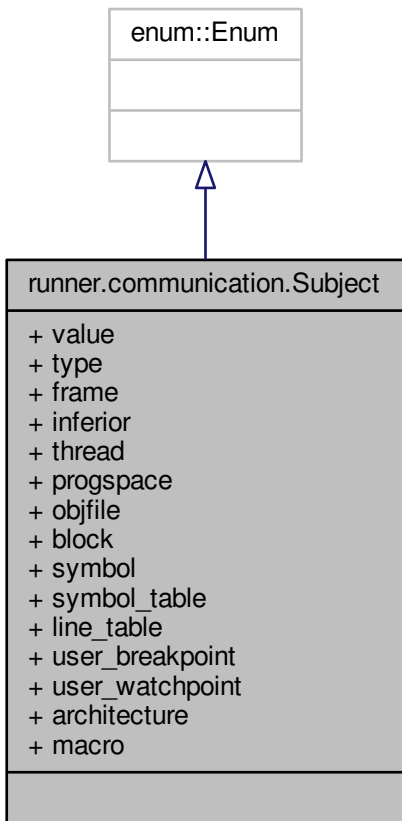 enum::Enum
runner.communication.Subject
+ value
+ type
+ frame
+ inferior
+ thread
+ progspace
+ objfile
+ block
+ symbol
+ symbol_table
+ line_table
+ user_breakpoint
+ user_watchpoint
+ architecture
+ macro